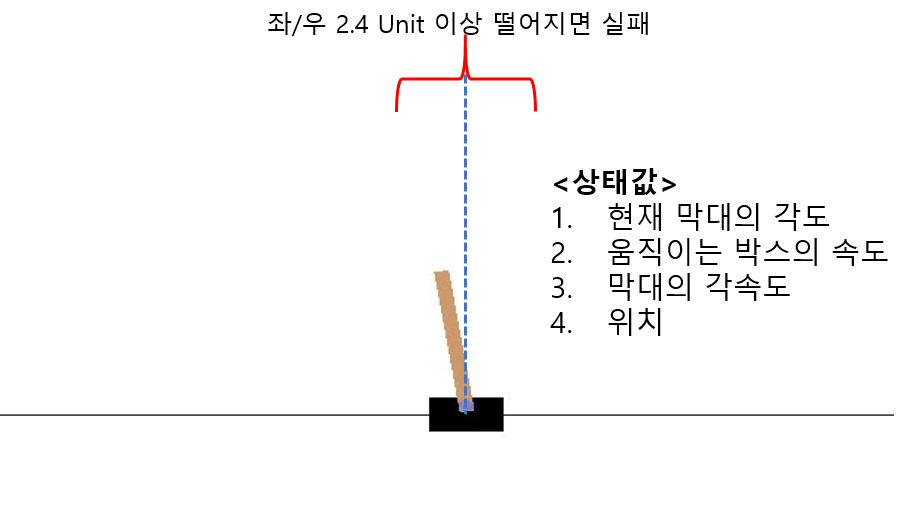 좌/우 2.4 Unit 이상 떨어지면 실패
<상태값>
1. 현재 막대의 각도
2. 움직이는 박스의 속도
3. 막대의 각속도
4. 위치